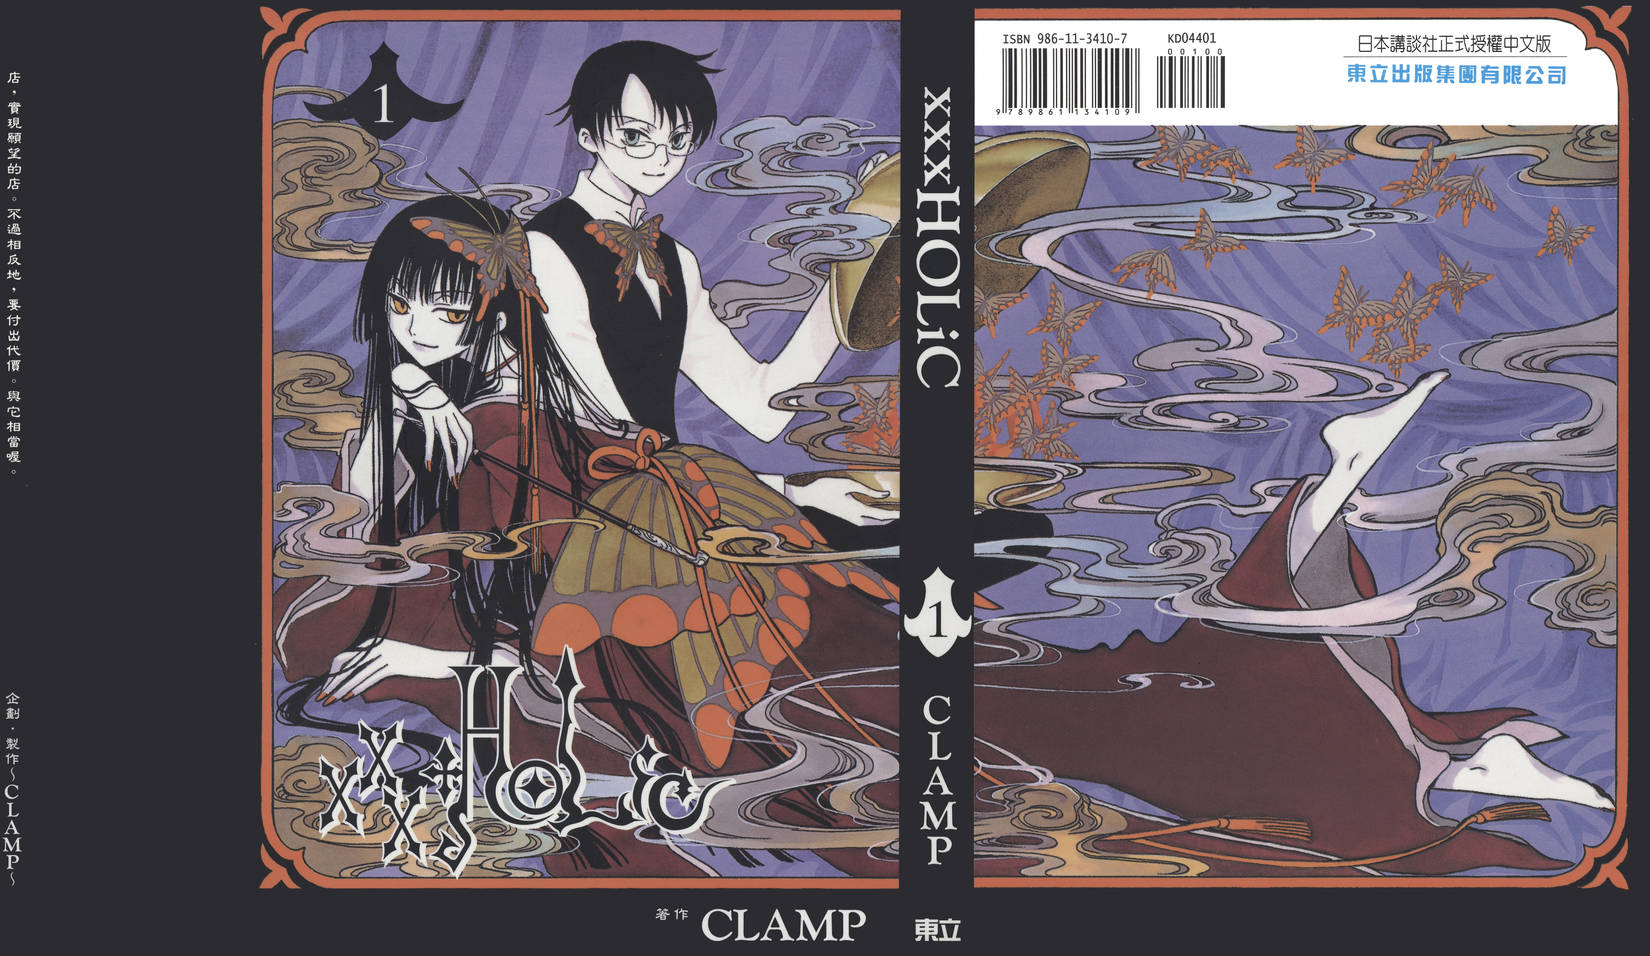 店，實現願望的店。不過相反地，要付出代價。與它相當喔。
企劃·製作～CLAMP～
1
xxxHOLiC
著作 CLAMP
xxxHOLiC
1
CLAMP
東立
ISBN 986-11-3410-7
KD04401
00100
9789861134109
日本講談社正式授權中文版
東立出版集團有限公司